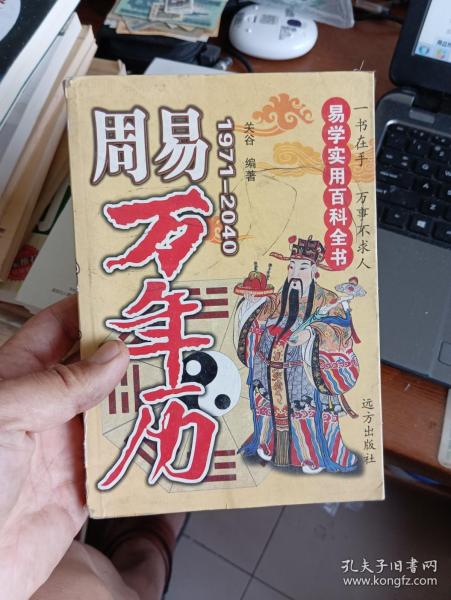 周易
万年历
1971—2040
关谷 编著
易学实用百科全书
一书在手 万事不求人
远方出版社
孔夫子旧书网
www.kongfz.com